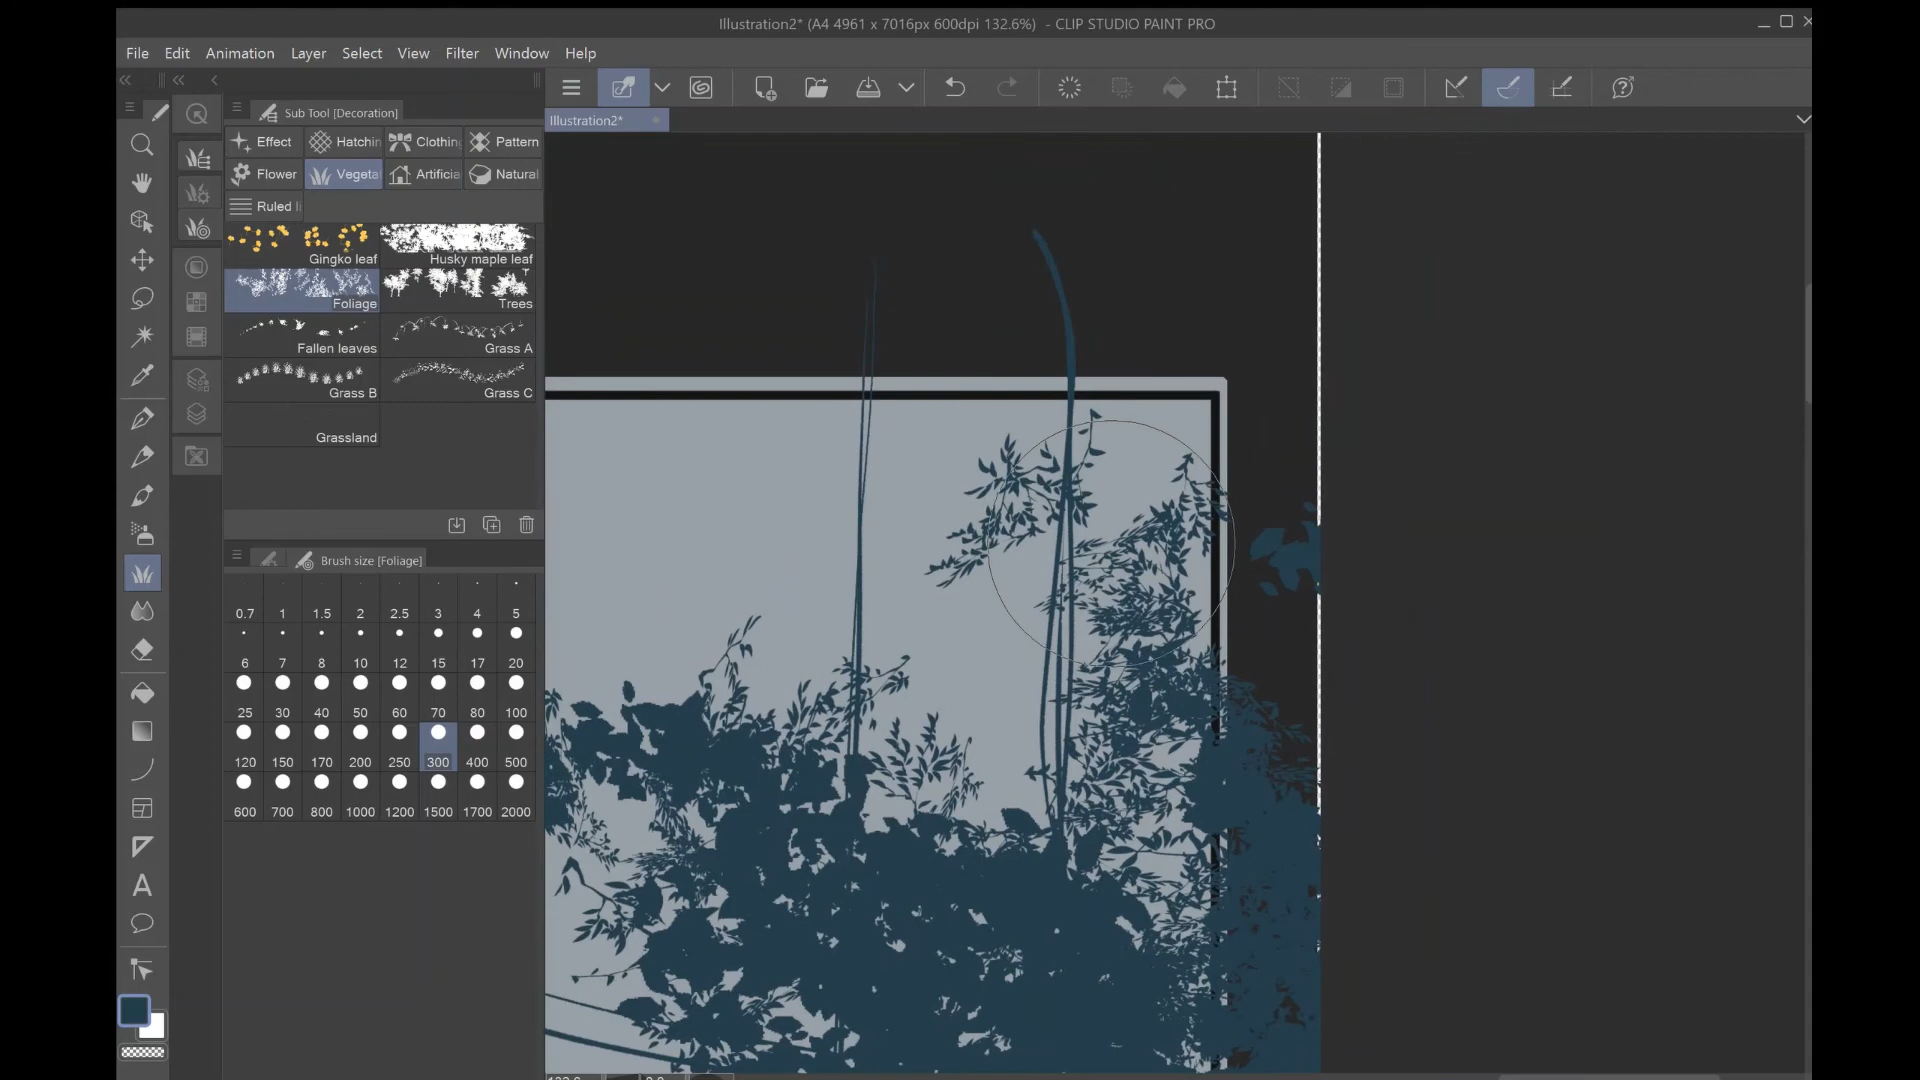 Illustration2* (A4 4961 x 7016px 600dpi 132.6%) - CLIP STUDIO PAINT PRO
File Edit Animation Layer Select View Filter Window Help
Sub Tool [Decoration]
Illustration2*
Effect Hatchin Clothing Pattern
Flower Vegeta Artificia Natural
Ruled li
Gingko leaf Husky maple leaf
Foliage Trees
Fallen leaves Grass A
Grass B Grass C
Grassland
Brush size [Foliage]
0.7 1 1.5 2 2.5 3 4 5
6 7 8 10 12 15 17 20
25 30 40 50 60 70 80 100
120 150 170 200 250 300 400 500
600 700 800 1000 1200 1500 1700 2000
A